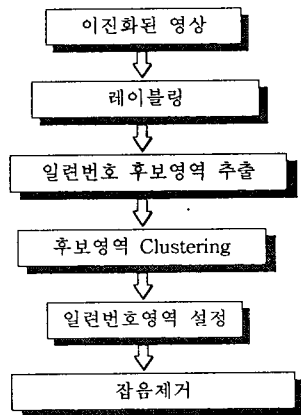 이진화된 영상
레이블링
일련번호 후보영역 추출
후보영역 Clustering
일련번호영역 설정
잡음제거